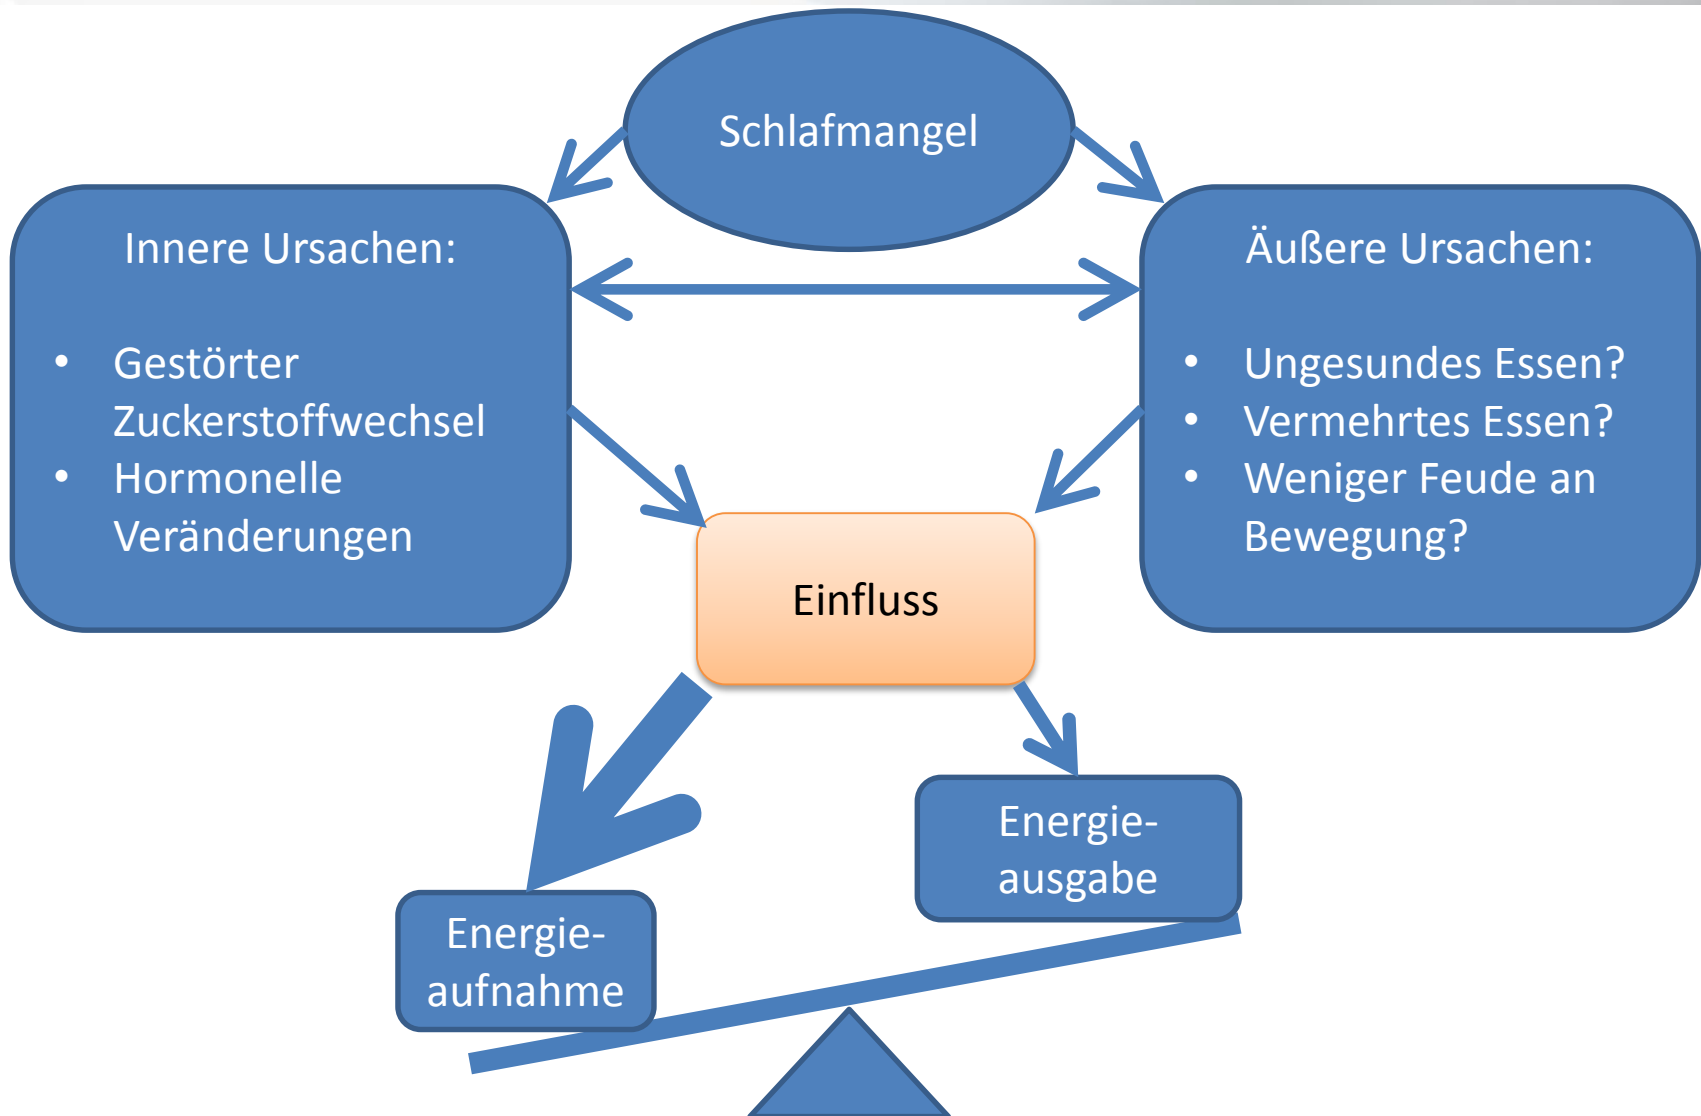 Schlafmangel
Innere Ursachen:
• Gestörter
Zuckerstoffwechsel
• Hormonelle
Veränderungen
Äußere Ursachen:
• Ungesundes Essen?
• Vermehrtes Essen?
• Weniger Feude an
Bewegung?
Einfluss
Energie-
ausgabe
Energie-
aufnahme